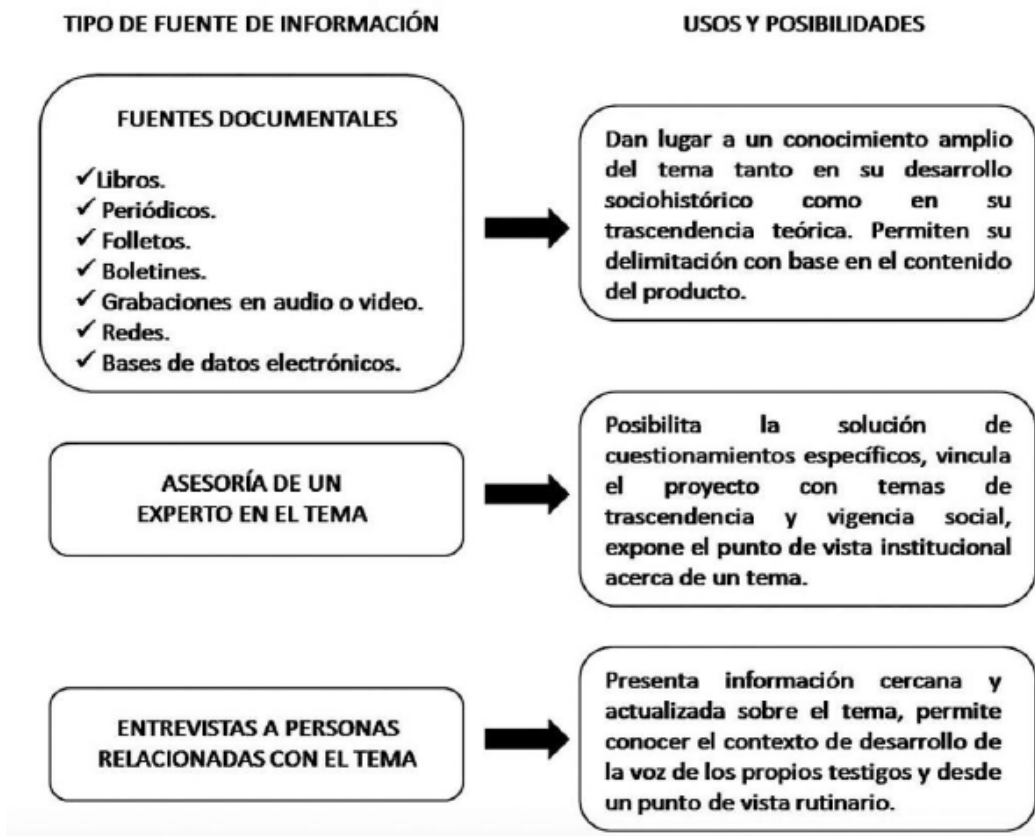 TIPO DE FUENTE DE INFORMACIÓN
USOS Y POSIBILIDADES
FUENTES DOCUMENTALES
✓Libros.
✓ Periódicos.
✓ Folletos.
✓ Boletines.
✓ Grabaciones en audio o video.
✓ Redes.
✓ Bases de datos electrónicos.
Dan lugar a un conocimiento amplio
del tema tanto en su desarrollo
sociohistórico como en su
trascendencia teórica. Permiten su
delimitación con base en el contenido
del producto.
ASESORÍA DE UN
EXPERTO EN EL TEMA
Posibilita la solución de
cuestionamientos específicos, vincula
el proyecto con temas de
trascendencia y vigencia social,
expone el punto de vista institucional
acerca de un tema.
ENTREVISTAS A PERSONAS
RELACIONADAS CON EL TEMA
Presenta información cercana y
actualizada sobre el tema, permite
conocer el contexto de desarrollo de
la voz de los propios testigos y desde
un punto de vista rutinario.